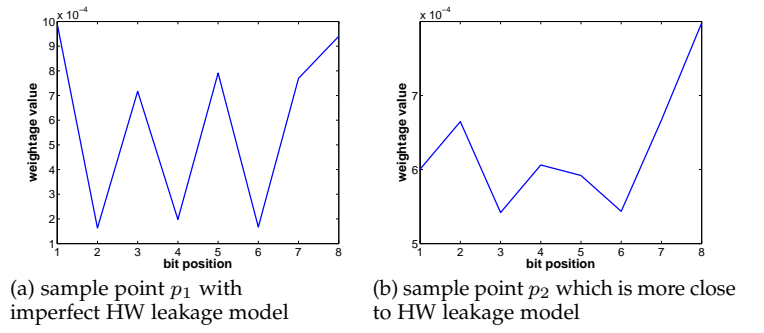 x 10⁻⁴
10
9
8
7
6
5
4
3
2
1
weightage value
1 2 3 4 5 6 7 8
bit position
(a) sample point p₁ with
imperfect HW leakage model
x 10⁻⁴
7
6
5
weightage value
1 2 3 4 5 6 7 8
bit position
(b) sample point p₂ which is more close
to HW leakage model